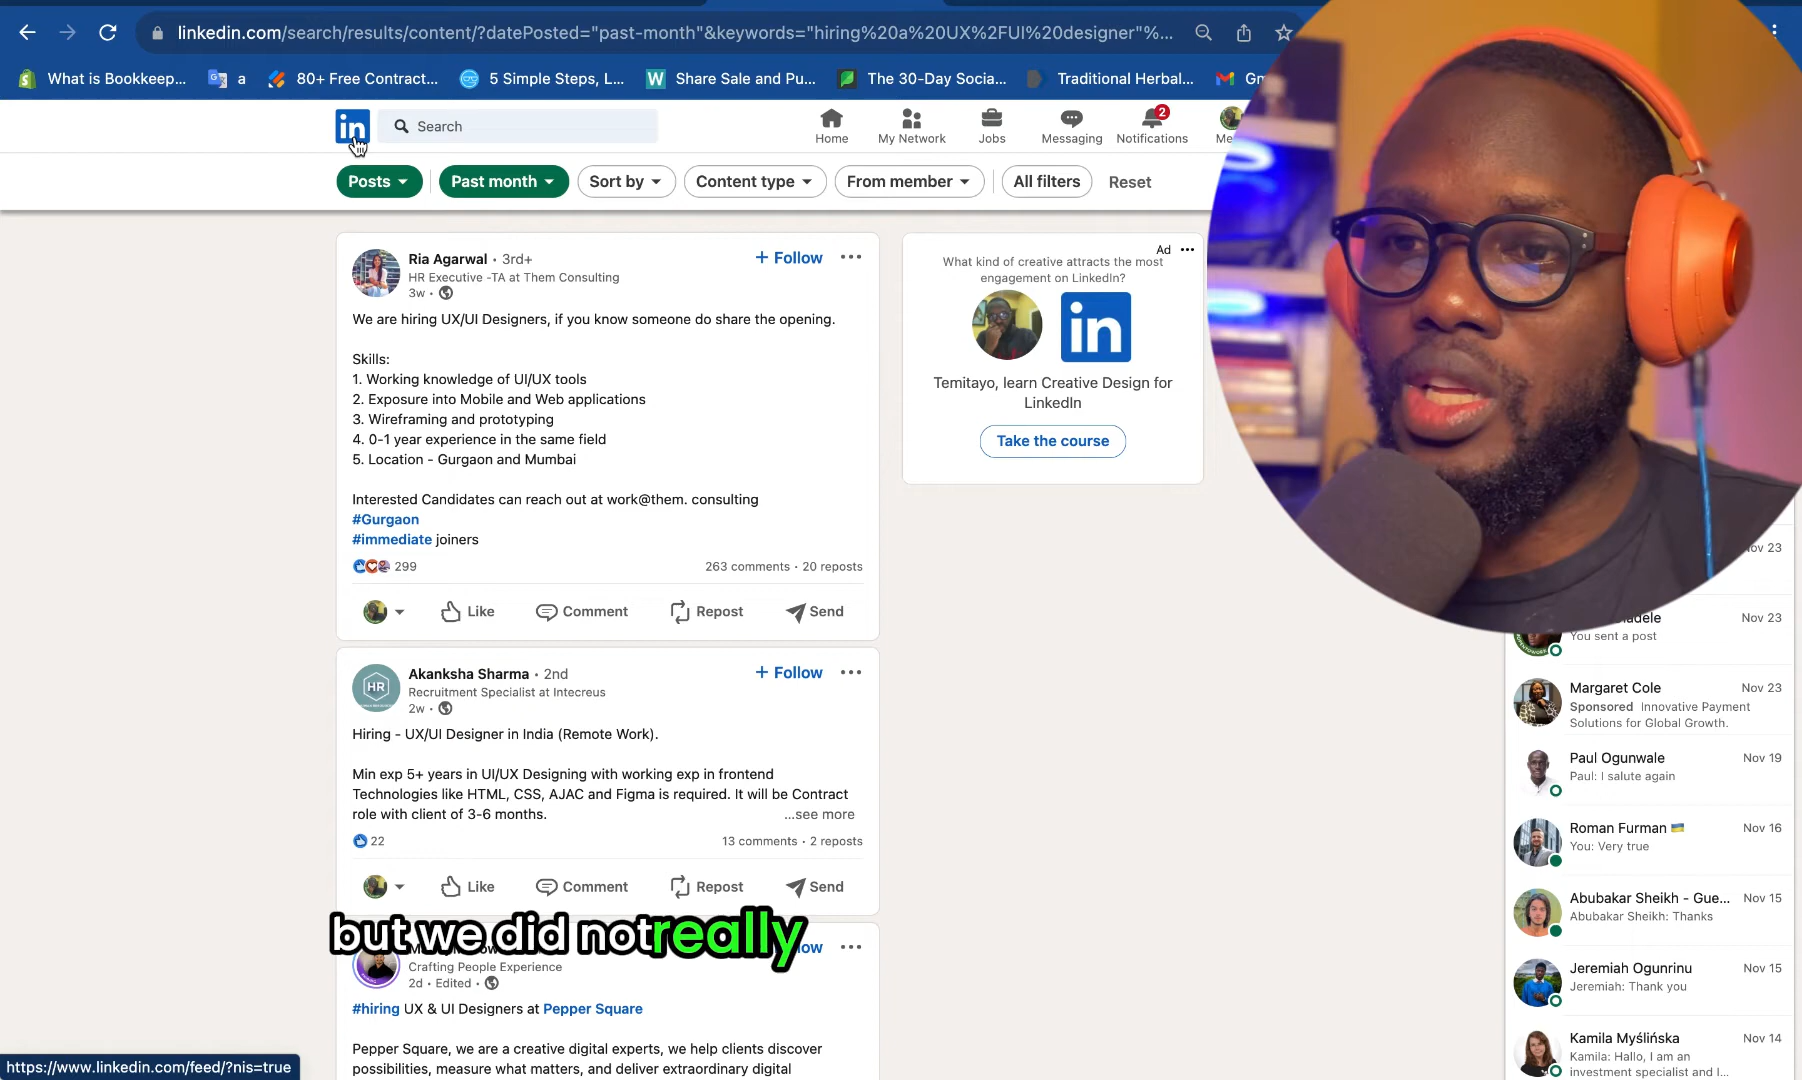 linkedin.com/search/results/content/?datePosted="past-month"&keywords="hiring%20a%20UX%2FUI%20designer"%...
What is Bookkeep...
a
80+ Free Contract...
5 Simple Steps, L...
Share Sale and Pu...
The 30-Day Socia...
Traditional Herbal...
in
Search
Home
My Network
Jobs
Messaging
2
Notifications
Posts
Past month
Sort by
Content type
From member
All filters
Reset
Ria Agarwal • 3rd+
+ Follow
HR Executive -TA at Them Consulting
3w •
We are hiring UX/UI Designers, if you know someone do share the opening.
Skills:
1. Working knowledge of UI/UX tools
2. Exposure into Mobile and Web applications
3. Wireframing and prototyping
4. 0-1 year experience in the same field
5. Location - Gurgaon and Mumbai
Interested Candidates can reach out at work@them. consulting
#Gurgaon
#immediate joiners
299
263 comments • 20 reposts
Like
Comment
Repost
Send
Akanksha Sharma • 2nd
+ Follow
HR
Recruitment Specialist at Intecreus
2w •
Hiring - UX/UI Designer in India (Remote Work).
Min exp 5+ years in UI/UX Designing with working exp in frontend
Technologies like HTML, CSS, AJAC and Figma is required. It will be Contract
role with client of 3-6 months.
...see more
22
13 comments • 2 reposts
Like
Comment
Repost
Send
but we did not really
Crafting People Experience
2d • Edited •
#hiring UX & UI Designers at Pepper Square
Pepper Square, we are a creative digital experts, we help clients discover
possibilities, measure what matters, and deliver extraordinary digital
https://www.linkedin.com/feed/?nis=true
Ad
What kind of creative attracts the most
engagement on LinkedIn?
in
Temitayo, learn Creative Design for
LinkedIn
Take the course
Nov 23
You sent a post
Margaret Cole
Nov 23
Sponsored Innovative Payment
Solutions for Global Growth.
Paul Ogunwale
Nov 19
Paul: I salute again
Roman Furman
Nov 16
You: Very true
Abubakar Sheikh - Gue...
Nov 15
Abubakar Sheikh: Thanks
Jeremiah Ogunrinu
Nov 15
Jeremiah: Thank you
Kamila Myślińska
Nov 14
Kamila: Hallo, I am an
investment specialist and I...